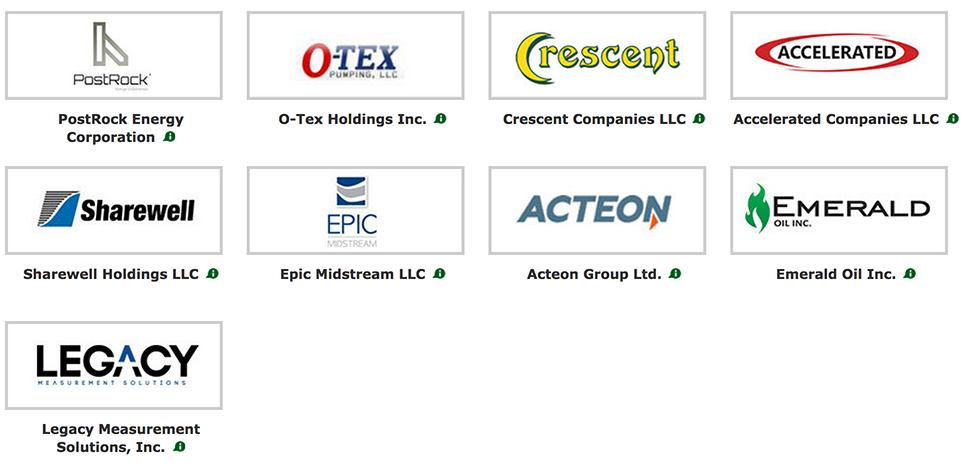 PostRock
Energy Corporation
O-TEX
PUMPING, LLC
Crescent
ACCELERATED
PostRock Energy
Corporation
O-Tex Holdings Inc.
Crescent Companies LLC
Accelerated Companies LLC
Sharewell
EPIC
MIDSTREAM
ACTEON
EMERALD
OIL INC.
Sharewell Holdings LLC
Epic Midstream LLC
Acteon Group Ltd.
Emerald Oil Inc.
LEGACY
MEASUREMENT SOLUTIONS
Legacy Measurement
Solutions, Inc.